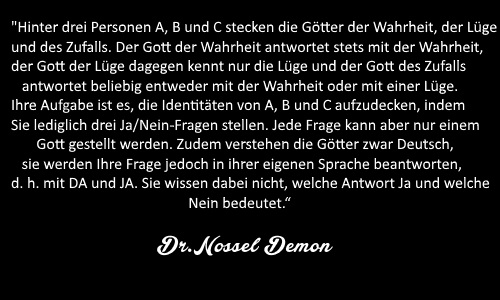 "Hinter drei Personen A, B und C stecken die Götter der Wahrheit, der Lüge
und des Zufalls. Der Gott der Wahrheit antwortet stets mit der Wahrheit,
der Gott der Lüge dagegen kennt nur die Lüge und der Gott des Zufalls
antwortet beliebig entweder mit der Wahrheit oder mit einer Lüge.
Ihre Aufgabe ist es, die Identitäten von A, B und C aufzudecken, indem
Sie lediglich drei Ja/Nein-Fragen stellen. Jede Frage kann aber nur einem
Gott gestellt werden. Zudem verstehen die Götter zwar Deutsch,
sie werden Ihre Frage jedoch in ihrer eigenen Sprache beantworten,
d. h. mit DA und JA. Sie wissen dabei nicht, welche Antwort Ja und welche
Nein bedeutet.“
Dr. Nossel Demon